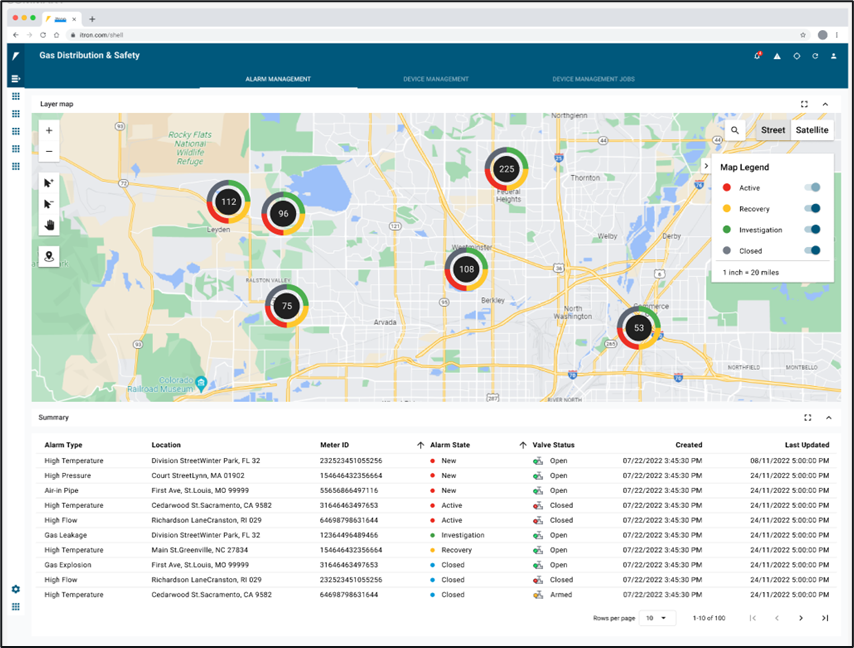 itron.com/shell
Gas Distribution & Safety
ALARM MANAGEMENT DEVICE MANAGEMENT DEVICE MANAGEMENT JOBS
Layer map
Street Satellite
Map Legend
Active
Recovery
Investigation
Closed
1 inch = 20 miles
Northglenn
Rocky Flats
National
Wildlife
Refuge
Thornton
225
Federal
Heights
112
96
Leyden
Welby
Derby
Westminster
108
RALSTON VALLEY
75
Berkley
Arvada
North
Washington
Commerce
53
NORTHFIELD
MONTBELLO
Colorado
Railroad Museum
RIVER NORTH
Summary
Alarm Type Location Meter ID Alarm State Valve Status Created Last Updated
High Temperature Division StreetWinter Park, FL 32 232523451055256 New Open 07/22/2022 3:45:30 PM 08/11/2022 5:00:00 PM
High Pressure Court StreetLynn, MA 01902 154646432356664 New Open 07/22/2022 3:45:30 PM 24/11/2022 5:00:00 PM
Air-in Pipe First Ave, St.Louis, MO 99999 55656866497116 New Open 07/22/2022 3:45:30 PM 24/11/2022 5:00:00 PM
High Temperature Cedarwood St.Sacramento, CA 9582 31646463497653 Active Closed 07/22/2022 3:45:30 PM 24/11/2022 5:00:00 PM
High Flow Richardson LaneCranston, RI 029 64698798631644 Active Closed 07/22/2022 3:45:30 PM 24/11/2022 5:00:00 PM
Gas Leakage Division StreetWinter Park, FL 32 12364496489466 Investigation Open 07/22/2022 3:45:30 PM 24/11/2022 5:00:00 PM
High Temperature Main St.Greenville, NC 27834 154646432356664 Recovery Open 07/22/2022 3:45:30 PM 24/11/2022 5:00:00 PM
Gas Explosion First Ave, St.Louis, MO 99999 31646463497653 Closed Open 07/22/2022 3:45:30 PM 24/11/2022 5:00:00 PM
High Flow Richardson LaneCranston, RI 029 232523451055256 Closed Closed 07/22/2022 3:45:30 PM 24/11/2022 5:00:00 PM
High Temperature Cedarwood St.Sacramento, CA 9582 64698798631644 Closed Armed 07/22/2022 3:45:30 PM 24/11/2022 5:00:00 PM
Rows per page 10 1-10 of 100